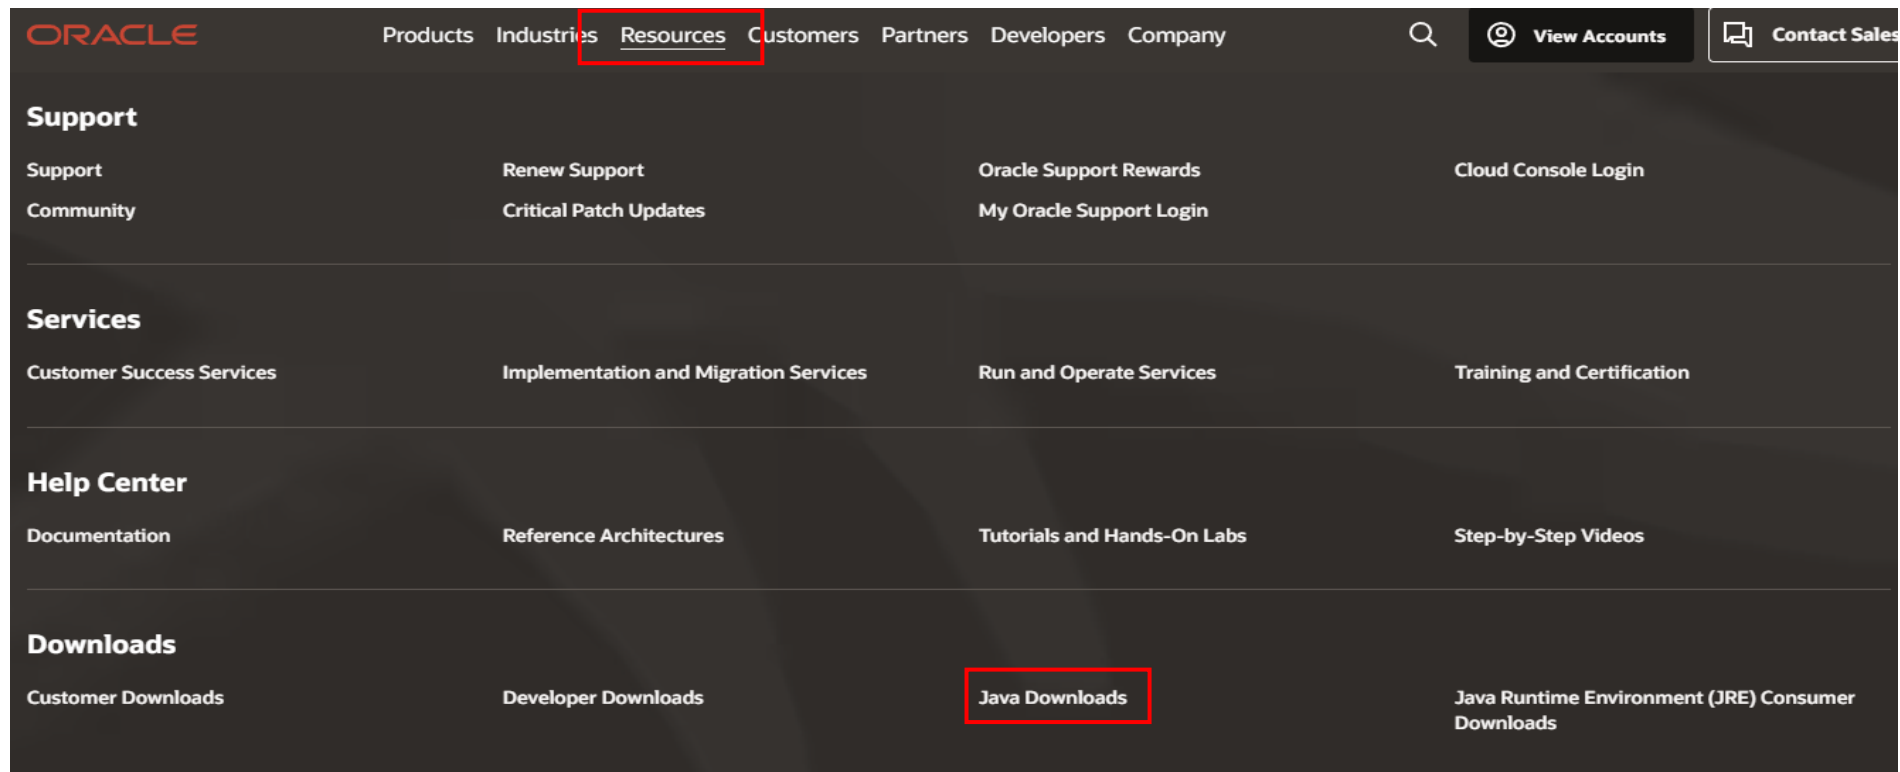 ORACLE
Products Industries Resources Customers Partners Developers Company
View Accounts
Contact Sales
Support
Support
Renew Support
Oracle Support Rewards
Cloud Console Login
Community
Critical Patch Updates
My Oracle Support Login
Services
Customer Success Services
Implementation and Migration Services
Run and Operate Services
Training and Certification
Help Center
Documentation
Reference Architectures
Tutorials and Hands-On Labs
Step-by-Step Videos
Downloads
Customer Downloads
Developer Downloads
Java Downloads
Java Runtime Environment (JRE) Consumer
Downloads